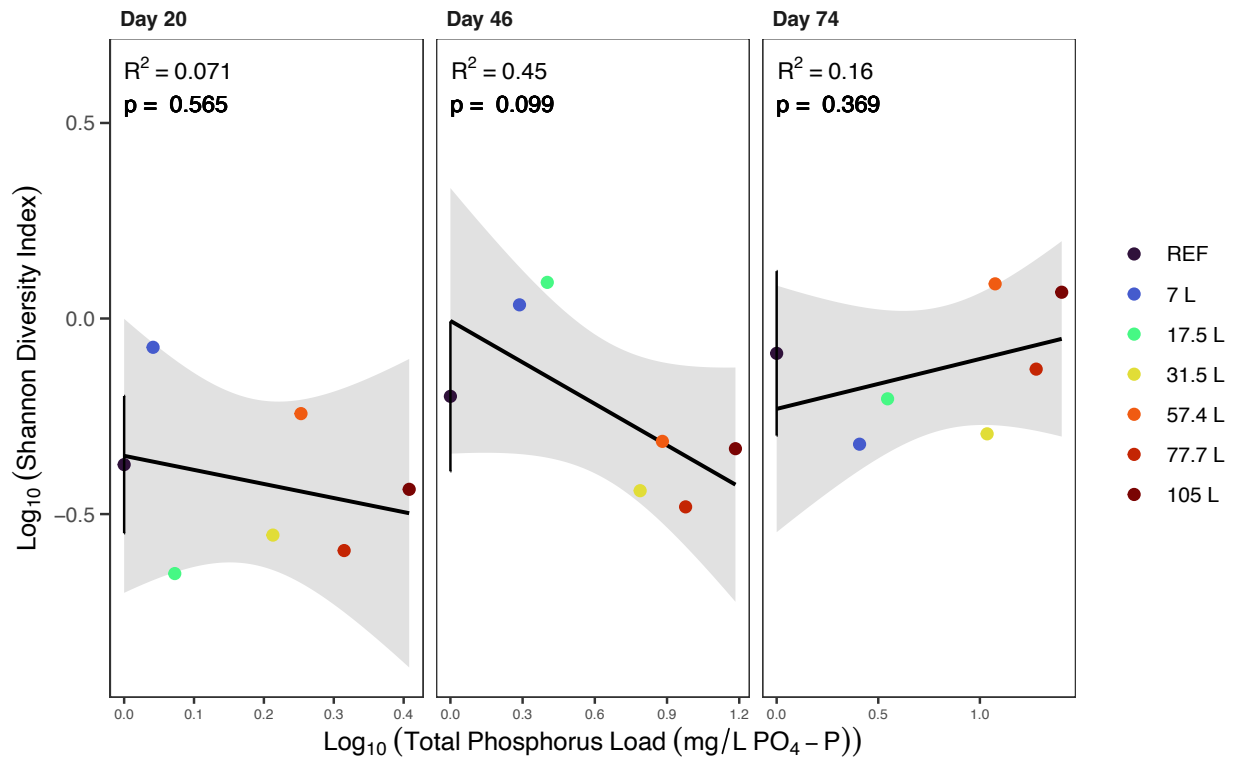 Day 20
Day 46
Day 74
R² = 0.071
p = 0.565
R² = 0.45
p = 0.099
R² = 0.16
p = 0.369
Log₁₀ (Shannon Diversity Index)
0.5
0.0
−0.5
0.0 0.1 0.2 0.3 0.4
0.0 0.3 0.6 0.9 1.2
0.0 0.5 1.0
Log₁₀ (Total Phosphorus Load (mg/L PO₄ − P))
REF
7 L
17.5 L
31.5 L
57.4 L
77.7 L
105 L